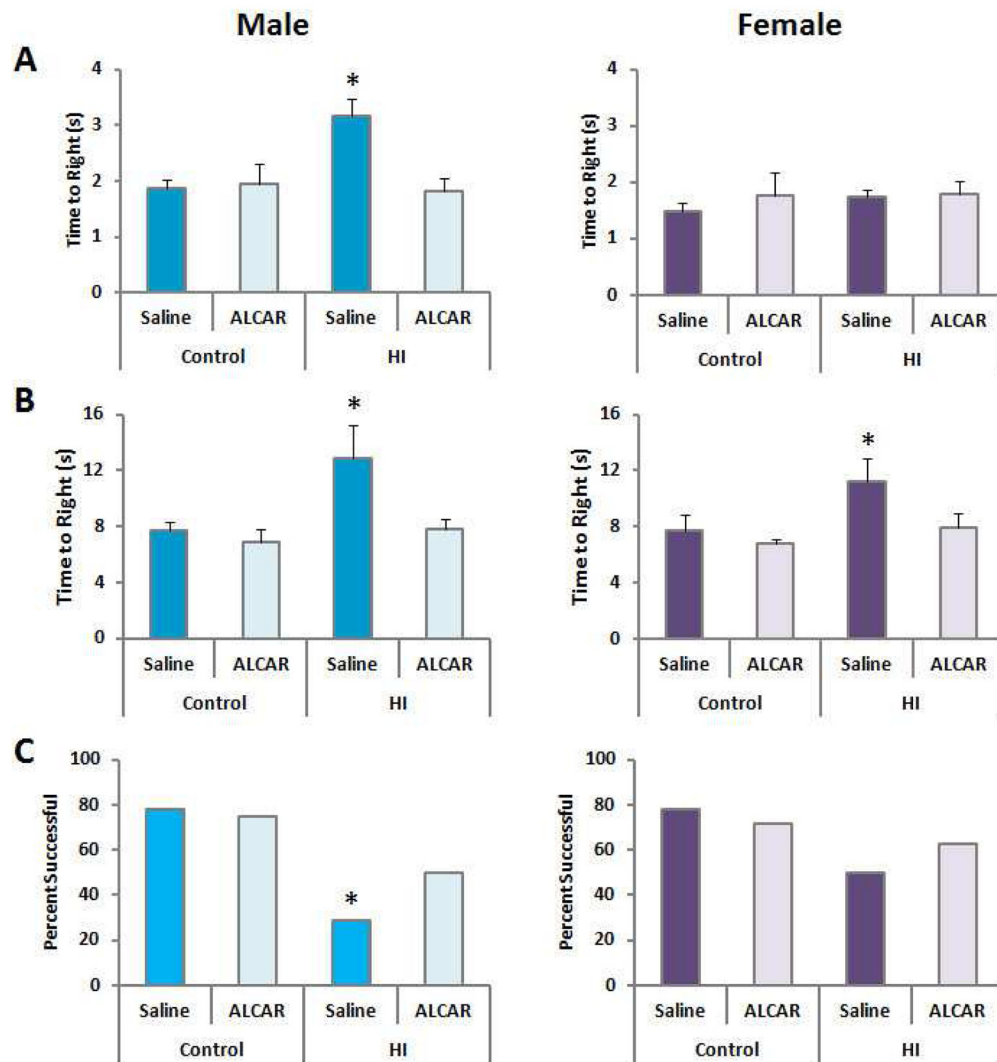 Male
Female
A
Time to Right (s)
4
3
2
1
0
*
Saline
ALCAR
Saline
ALCAR
Control
HI
Time to Right (s)
4
3
2
1
0
Saline
ALCAR
Saline
ALCAR
Control
HI
B
Time to Right (s)
16
12
8
4
0
*
Saline
ALCAR
Saline
ALCAR
Control
HI
Time to Right (s)
16
12
8
4
0
*
Saline
ALCAR
Saline
ALCAR
Control
HI
C
Percent Successful
100
80
60
40
20
0
*
Saline
ALCAR
Saline
ALCAR
Control
HI
Percent Successful
100
80
60
40
20
0
Saline
ALCAR
Saline
ALCAR
Control
HI